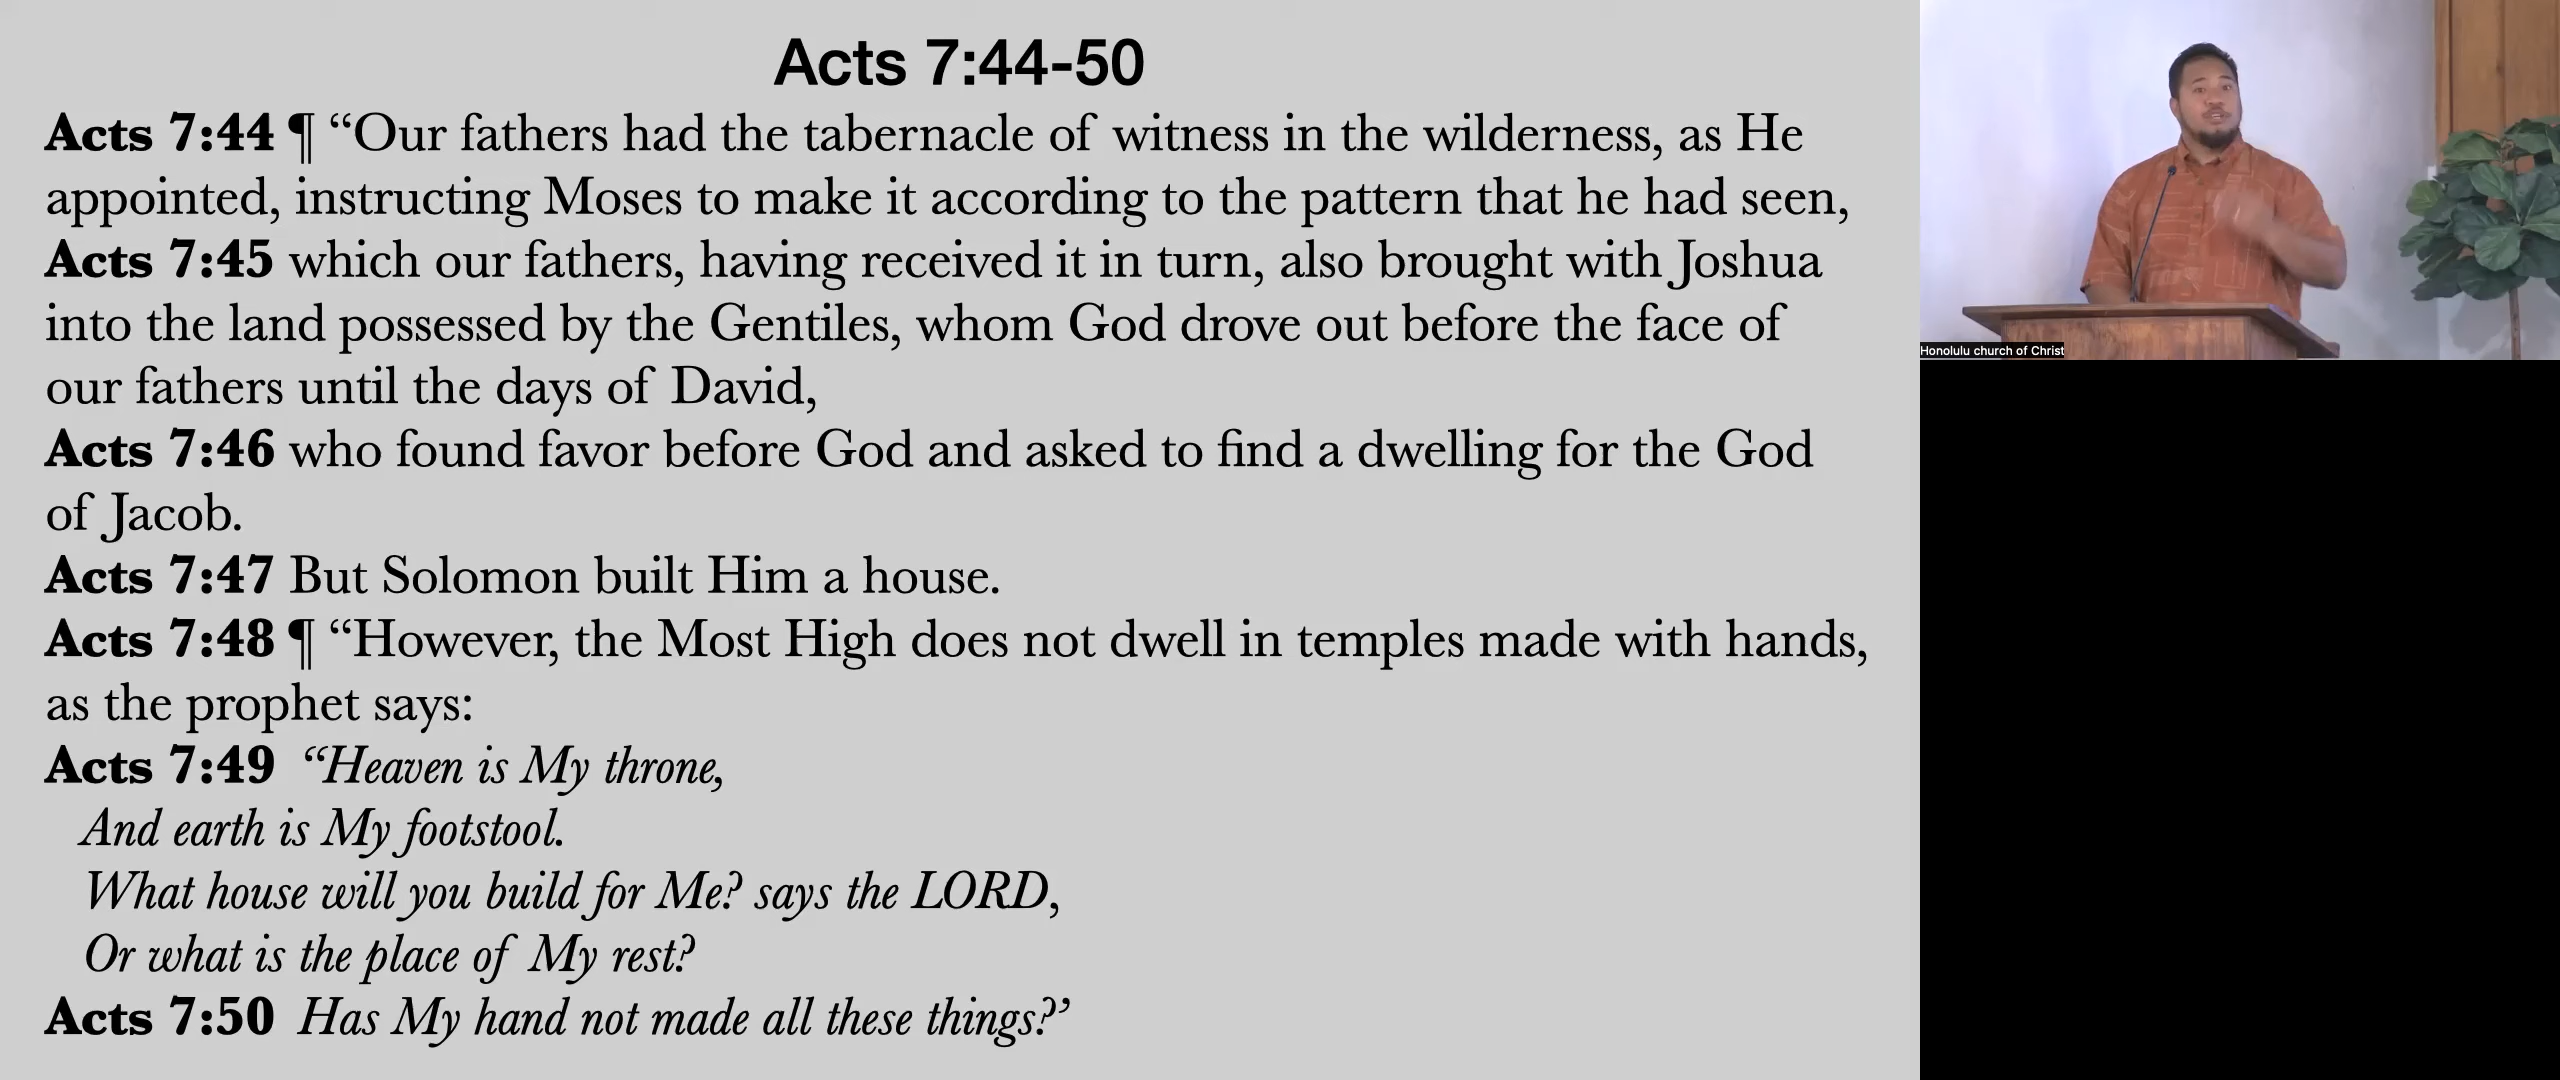 Acts 7:44-50
Acts 7:44 ¶ “Our fathers had the tabernacle of witness in the wilderness, as He
appointed, instructing Moses to make it according to the pattern that he had seen,
Acts 7:45 which our fathers, having received it in turn, also brought with Joshua
into the land possessed by the Gentiles, whom God drove out before the face of
our fathers until the days of David,
Acts 7:46 who found favor before God and asked to find a dwelling for the God
of Jacob.
Acts 7:47 But Solomon built Him a house.
Acts 7:48 ¶ “However, the Most High does not dwell in temples made with hands,
as the prophet says:
Acts 7:49 “Heaven is My throne,
And earth is My footstool.
What house will you build for Me? says the LORD,
Or what is the place of My rest?
Acts 7:50 Has My hand not made all these things?’
Honolulu church of Christ